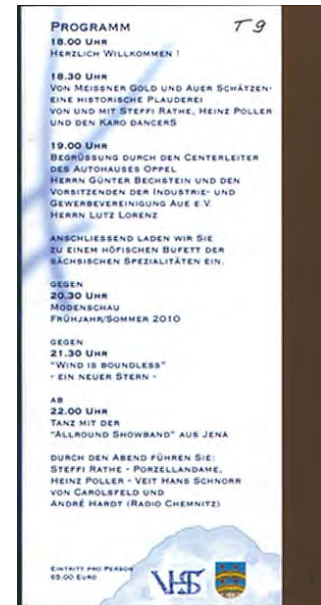 PROGRAMM T 9
18.00 UHR
HERZLICH WILLKOMMEN !
18.30 UHR
VON MEISSNER GOLD UND AUER SCHÄTZEN-
EINE HISTORISCHE PLAUDEREI
VON UND MIT STEFFI RATHE, HEINZ POLLER
UND DEN KARO DANCERS
19.00 UHR
BEGRÜSSUNG DURCH DEN CENTERLEITER
DES AUTOHAUSES OPPEL
HERRN GÜNTER BECHSTEIN UND DEN
VORSITZENDEN DER INDUSTRIE- UND
GEWERBEVEREINIGUNG AUE E.V.
HERRN LUTZ LORENZ
ANSCHLIESSEND LADEN WIR SIE
ZU EINEM HÖFISCHEN BUFETT DER
SÄCHSISCHEN SPEZIALITÄTEN EIN.
GEGEN
20.30 UHR
MODENSCHAU
FRÜHJAHR/SOMMER 2010
GEGEN
21.30 UHR
"WIND IS BOUNDLESS"
- EIN NEUER STERN -
AB
22.00 UHR
TANZ MIT DER
"ALLROUND SHOWBAND" AUS JENA
DURCH DEN ABEND FÜHREN SIE:
STEFFI RATHE - PORZELLANDAME,
HEINZ POLLER - VEIT HANS SCHNORR
VON CAROLSFELD UND
ANDRÉ HARDT (RADIO CHEMNITZ)
EINTRITT PRO PERSON
65.00 EURO